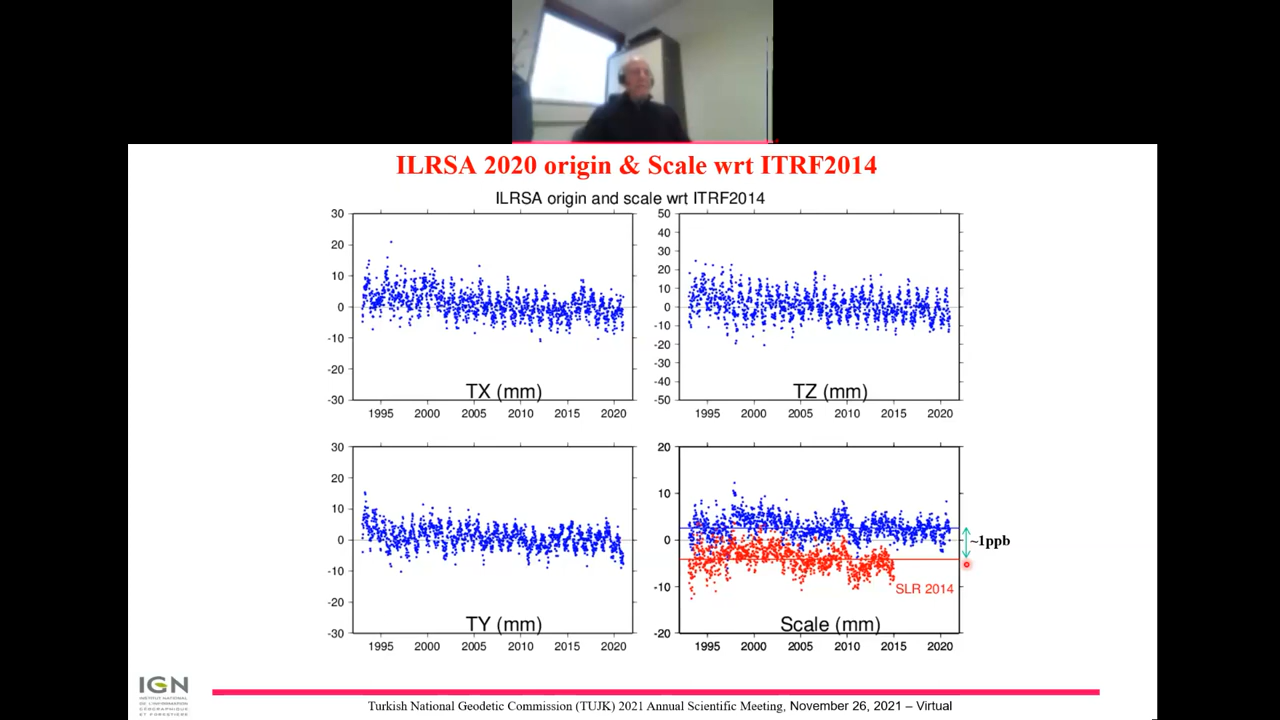 ILRSA 2020 origin & Scale wrt ITRF2014
ILRSA origin and scale wrt ITRF2014
30
20
10
0
-10
-20
-30
TX (mm)
1995 2000 2005 2010 2015 2020
50
40
30
20
10
0
-10
-20
-30
-40
-50
TZ (mm)
1995 2000 2005 2010 2015 2020
30
20
10
0
-10
-20
-30
TY (mm)
1995 2000 2005 2010 2015 2020
20
10
0
-10
-20
~1ppb
SLR 2014
Scale (mm)
1995 2000 2005 2010 2015 2020
IGN
INSTITUT NATIONAL
DE L'INFORMATION
GÉOGRAPHIQUE
ET FORESTIÈRE
Turkish National Geodetic Commission (TUJK) 2021 Annual Scientific Meeting, November 26, 2021 – Virtual